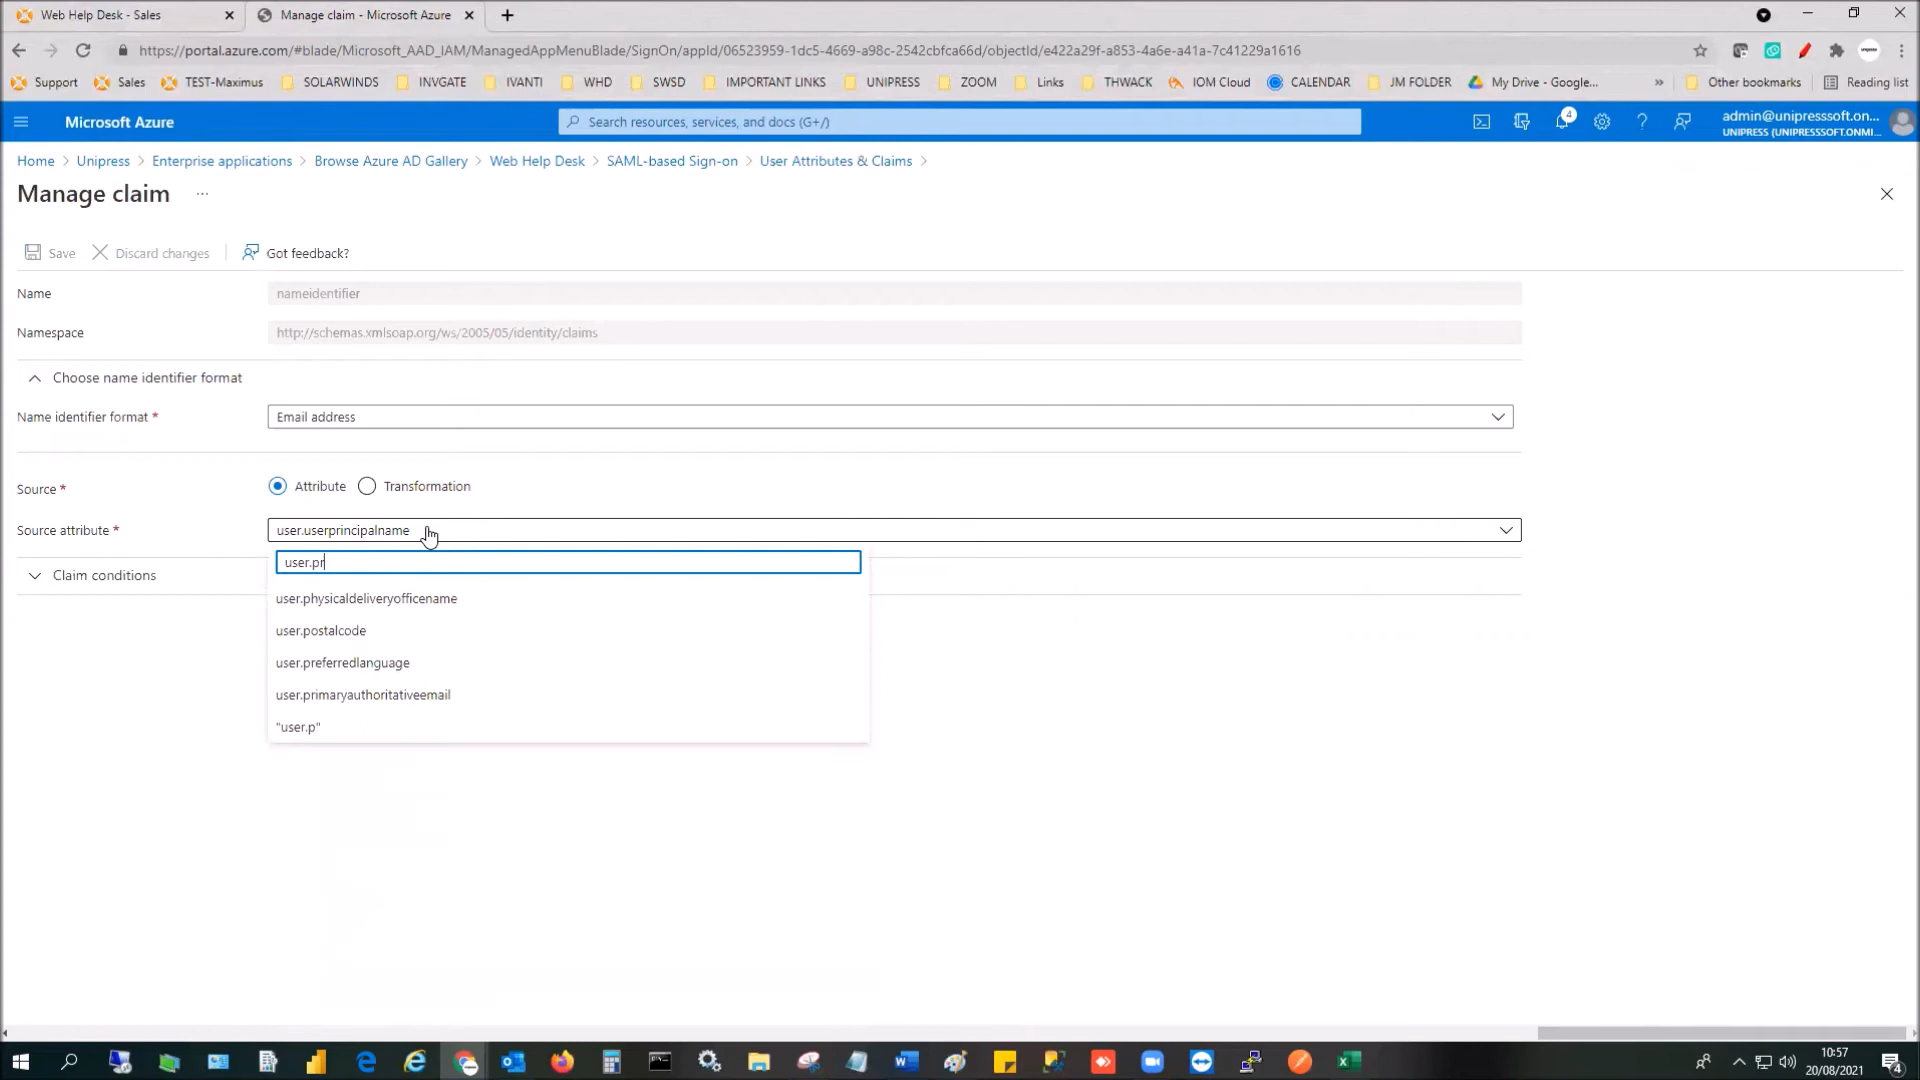 Web Help Desk - Sales
Manage claim - Microsoft Azure
https://portal.azure.com/#blade/Microsoft_AAD_IAM/ManagedAppMenuBlade/SignOn/appId/06523959-1dc5-4669-a98c-2542cbfca66d/objectId/e422a29f-a853-4a6e-a41a-7c41229a1616
Support Sales TEST-Maximus SOLARWINDS INVGATE IVANTI WHD SWSD IMPORTANT LINKS UNIPRESS ZOOM Links THWACK IOM Cloud CALENDAR JM FOLDER My Drive - Google... » Other bookmarks Reading list
Microsoft Azure
Search resources, services, and docs (G+/)
4
admin@unipresssoft.on...
UNIPRESS (UNIPRESSSOFT.ONMI...
Home > Unipress > Enterprise applications > Browse Azure AD Gallery > Web Help Desk > SAML-based Sign-on > User Attributes & Claims >
Manage claim ...
Save Discard changes Got feedback?
Name nameidentifier
Namespace http://schemas.xmlsoap.org/ws/2005/05/identity/claims
Choose name identifier format
Name identifier format * Email address
Source * Attribute Transformation
Source attribute * user.userprincipalname
user.pr
Claim conditions
user.physicaldeliveryofficename
user.postalcode
user.preferredlanguage
user.primaryauthoritativeemail
"user.p"
10:57
20/08/2021
4